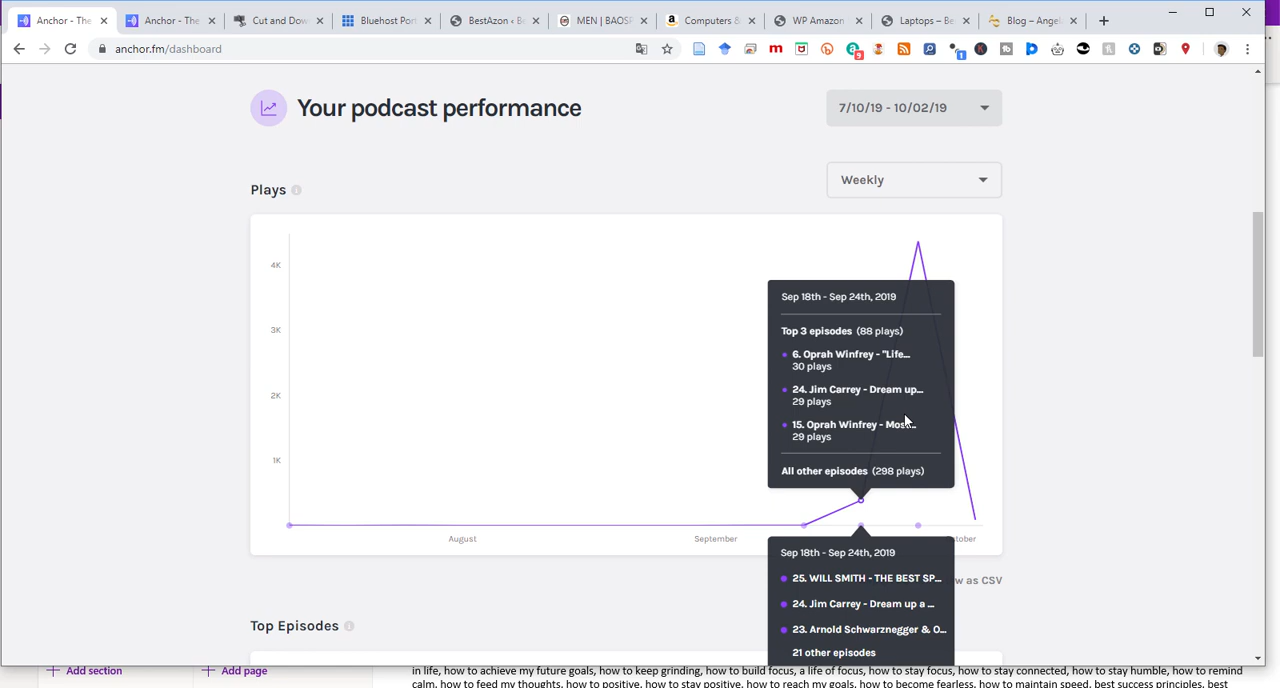 Anchor - The
Anchor - The
Cut and Dow
Bluehost Port
BestAzon ‹ Be
MEN | BAOSF
Computers &
WP Amazon
Laptops – Be
Blog – Angel
anchor.fm/dashboard
9
1
Your podcast performance
7/10/19 - 10/02/19
Weekly
Plays
4K
3K
2K
1K
August
September
tober
Sep 18th - Sep 24th, 2019
Top 3 episodes (88 plays)
6. Oprah Winfrey - "Life...
30 plays
24. Jim Carrey - Dream up...
29 plays
15. Oprah Winfrey - Mos...
29 plays
All other episodes (298 plays)
Sep 18th - Sep 24th, 2019
25. WILL SMITH - THE BEST SP...
24. Jim Carrey - Dream up a ...
23. Arnold Schwarznegger & O...
21 other episodes
w as CSV
Top Episodes
Add section
Add page
in life, how to achieve my future goals, how to keep grinding, how to build focus, a life of focus, how to stay focus, how to stay connected, how to stay humble, how to remind
calm, how to feed my thoughts, how to positive, how to stay positive, how to reach my goals, how to become fearless, how to maintain speed, best success principles, best